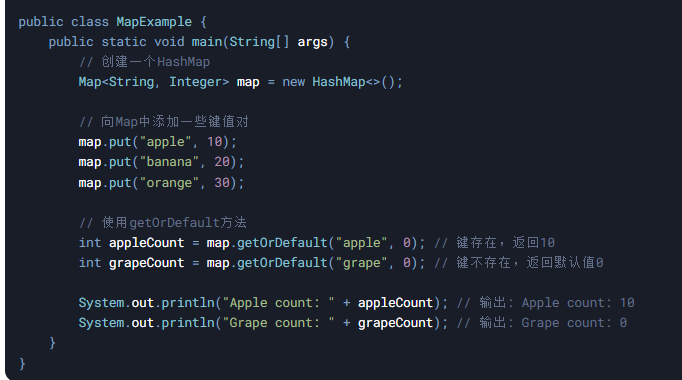 public class MapExample {
    public static void main(String[] args) {
        // 创建一个HashMap
        Map<String, Integer> map = new HashMap<>();

        // 向Map中添加一些键值对
        map.put("apple", 10);
        map.put("banana", 20);
        map.put("orange", 30);

        // 使用getOrDefault方法
        int appleCount = map.getOrDefault("apple", 0); // 键存在，返回10
        int grapeCount = map.getOrDefault("grape", 0); // 键不存在，返回默认值0

        System.out.println("Apple count: " + appleCount); // 输出: Apple count: 10
        System.out.println("Grape count: " + grapeCount); // 输出: Grape count: 0
    }
}